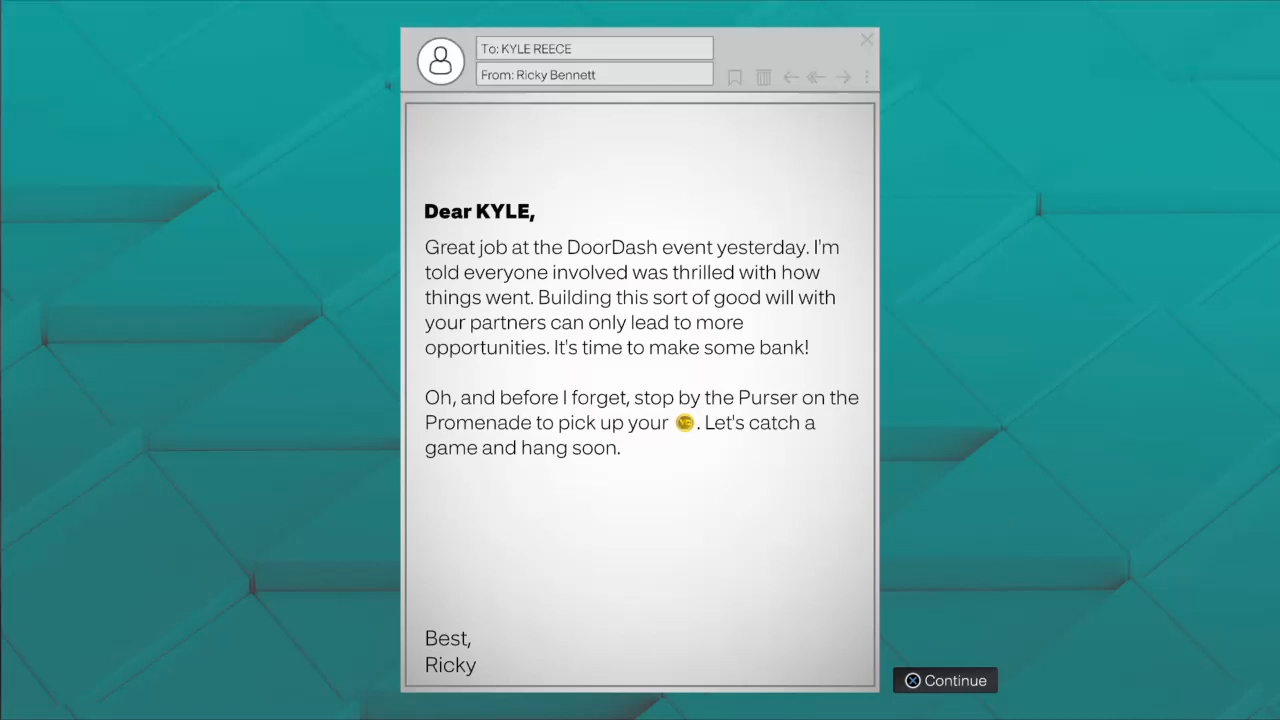 To: KYLE REECE
From: Ricky Bennett
Dear KYLE,
Great job at the DoorDash event yesterday. I'm
told everyone involved was thrilled with how
things went. Building this sort of good will with
your partners can only lead to more
opportunities. It's time to make some bank!
Oh, and before I forget, stop by the Purser on the
Promenade to pick up your VC. Let's catch a
game and hang soon.
Best,
Ricky
Continue